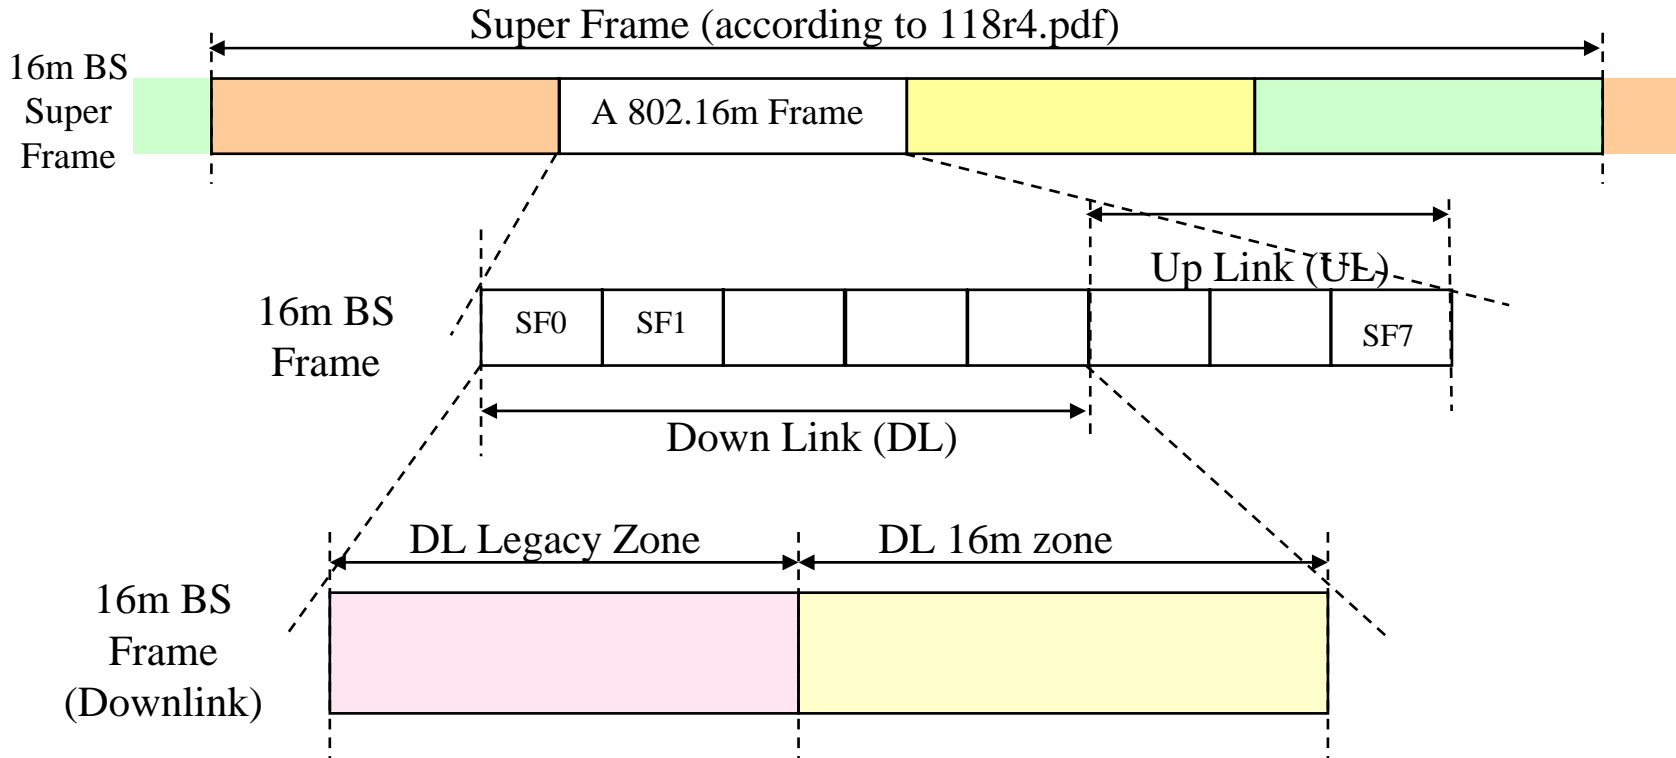 Super Frame (according to 118r4.pdf)
16m BS
Super
Frame
A 802.16m Frame
Up Link (UL)
16m BS
Frame
SF0
SF1
SF7
Down Link (DL)
DL Legacy Zone
DL 16m zone
16m BS
Frame
(Downlink)